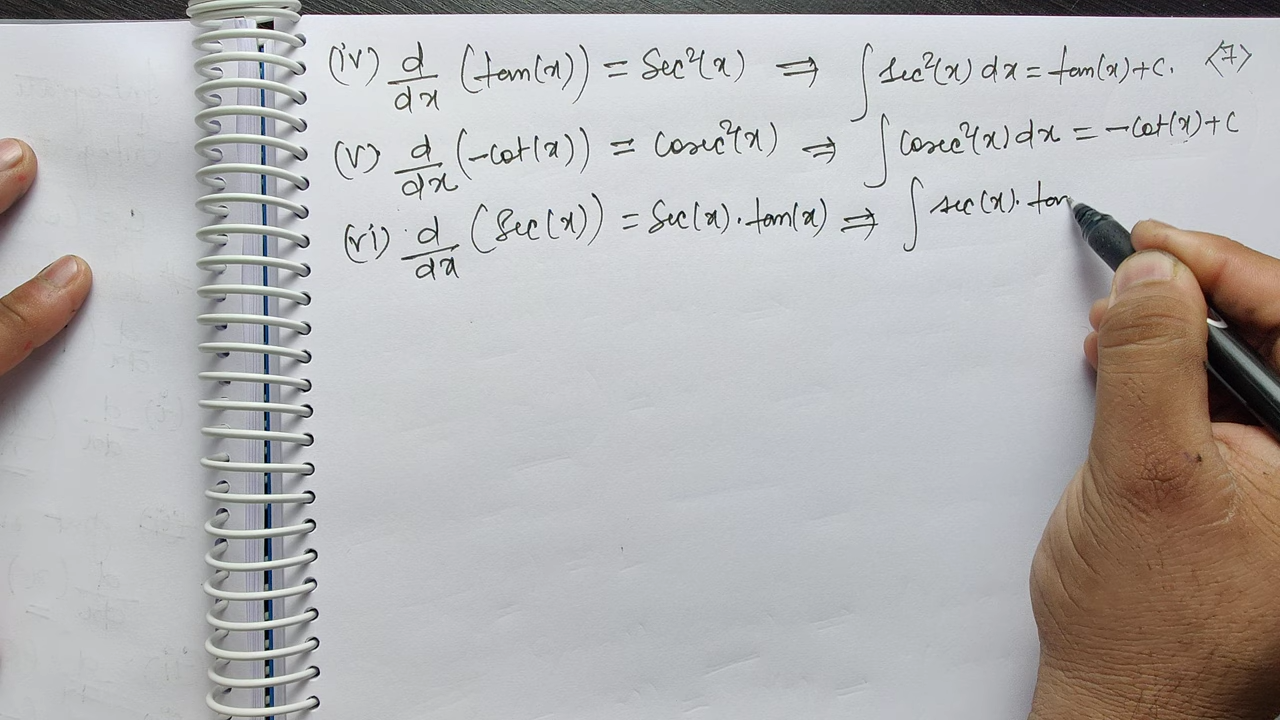 (iv) d/dx (tan(x)) = Sec²(x) ⇒ ∫ sec²(x) dx = tan(x)+c. <7>
(v) d/dx (-cot(x)) = Cosec²(x) ⇒ ∫ Cosec²(x) dx = -cot(x)+C
(vi) d/dx (Sec(x)) = Sec(x)·tan(x) ⇒ ∫ sec(x)·tan